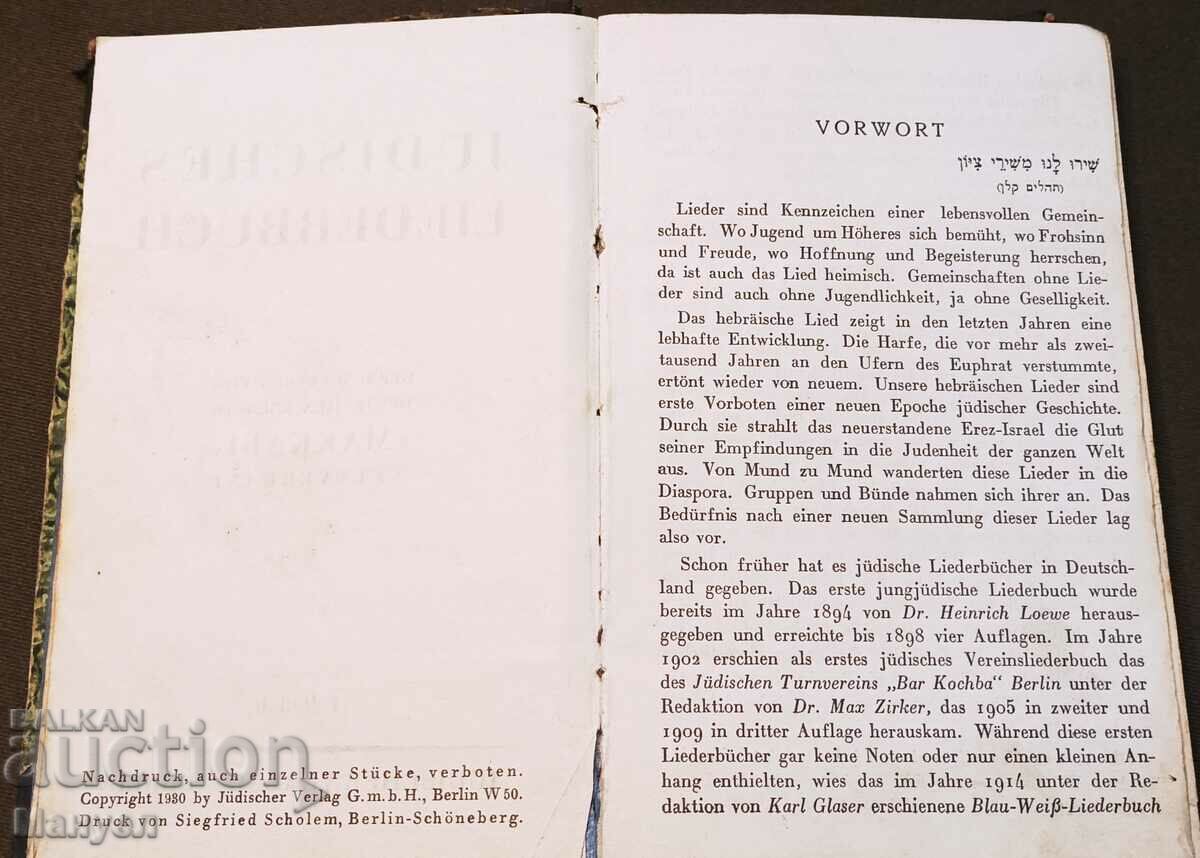 JÜDISCHES
LIEDERBUCH
Nachdruck, auch einzelner Stücke, verboten.
Copyright 1930 by Jüdischer Verlag G.m.b.H., Berlin W 50.
Druck von Siegfried Scholem, Berlin-Schöneberg.
VORWORT
שִׁירוּ לָנוּ מִשִּׁירֵי צִיּוֹן
(תהלים קלז)
Lieder sind Kennzeichen einer lebensvollen Gemein-
schaft. Wo Jugend um Höheres sich bemüht, wo Frohsinn
und Freude, wo Hoffnung und Begeisterung herrschen,
da ist auch das Lied heimisch. Gemeinschaften ohne Lie-
der sind auch ohne Jugendlichkeit, ja ohne Geselligkeit.
Das hebräische Lied zeigt in den letzten Jahren eine
lebhafte Entwicklung. Die Harfe, die vor mehr als zwei-
tausend Jahren an den Ufern des Euphrat verstummte,
ertönt wieder von neuem. Unsere hebräischen Lieder sind
erste Vorboten einer neuen Epoche jüdischer Geschichte.
Durch sie strahlt das neuerstandene Erez-Israel die Glut
seiner Empfindungen in die Judenheit der ganzen Welt
aus. Von Mund zu Mund wanderten diese Lieder in die
Diaspora. Gruppen und Bünde nahmen sich ihrer an. Das
Bedürfnis nach einer neuen Sammlung dieser Lieder lag
also vor.
Schon früher hat es jüdische Liederbücher in Deutsch-
land gegeben. Das erste jungjüdische Liederbuch wurde
bereits im Jahre 1894 von Dr. Heinrich Loewe heraus-
gegeben und erreichte bis 1898 vier Auflagen. Im Jahre
1902 erschien als erstes jüdisches Vereinsliederbuch das
des Jüdischen Turnvereins „Bar Kochba" Berlin unter der
Redaktion von Dr. Max Zirker, das 1905 in zweiter und
1909 in dritter Auflage herauskam. Während diese ersten
Liederbücher gar keine Noten oder nur einen kleinen An-
hang enthielten, wies das im Jahre 1914 unter der Re-
daktion von Karl Glaser erschienene Blau-Weiß-Liederbuch
BALKAN
auction
Manyen